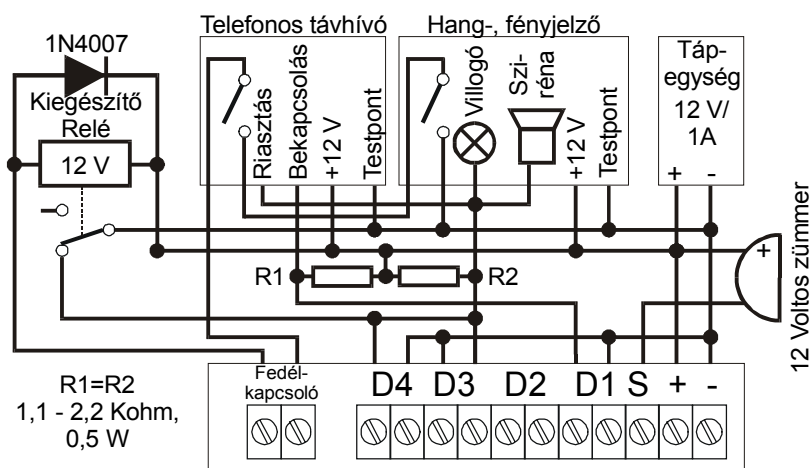 Telefonos távhívó
Hang-, fényjelző
1N4007
Kiegészítő
Relé
12 V
Riasztás
Bekapcsolás
+12 V
Testpont
Villogó
Szi-
réna
+12 V
Testpont
Táp-
egység
12 V/
1A
+ -
+
12 Voltos zümmer
R1
R2
R1=R2
1,1 - 2,2 Kohm,
0,5 W
Fedél-
kapcsoló
D4 D3 D2 D1 S + -